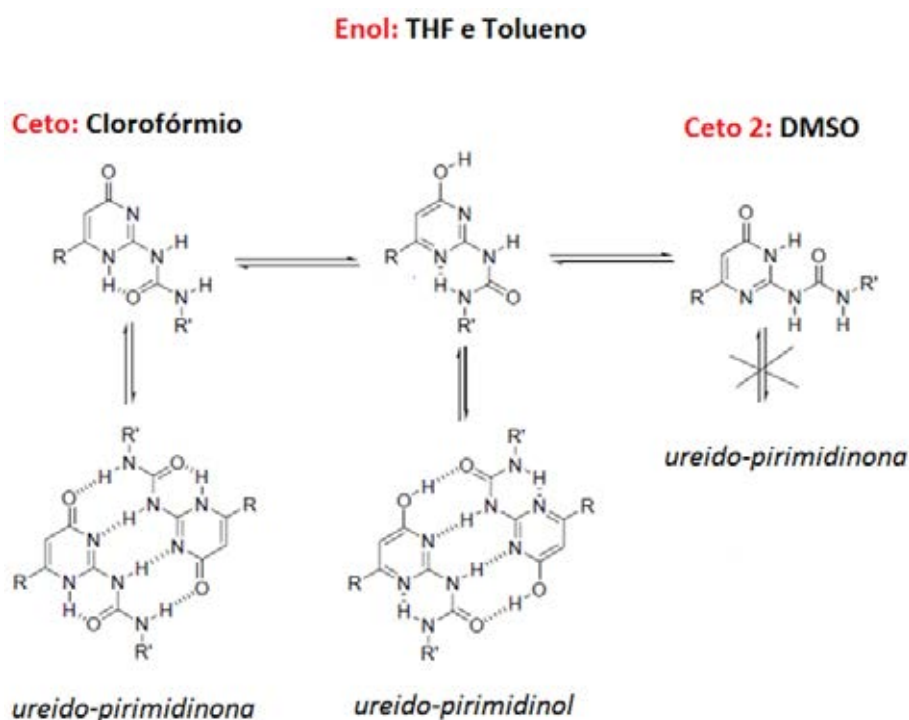 Enol: THF e Tolueno
Ceto: Clorofórmio
Ceto 2: DMSO
ureido-pirimidinona
ureido-pirimidinona
ureido-pirimidinol